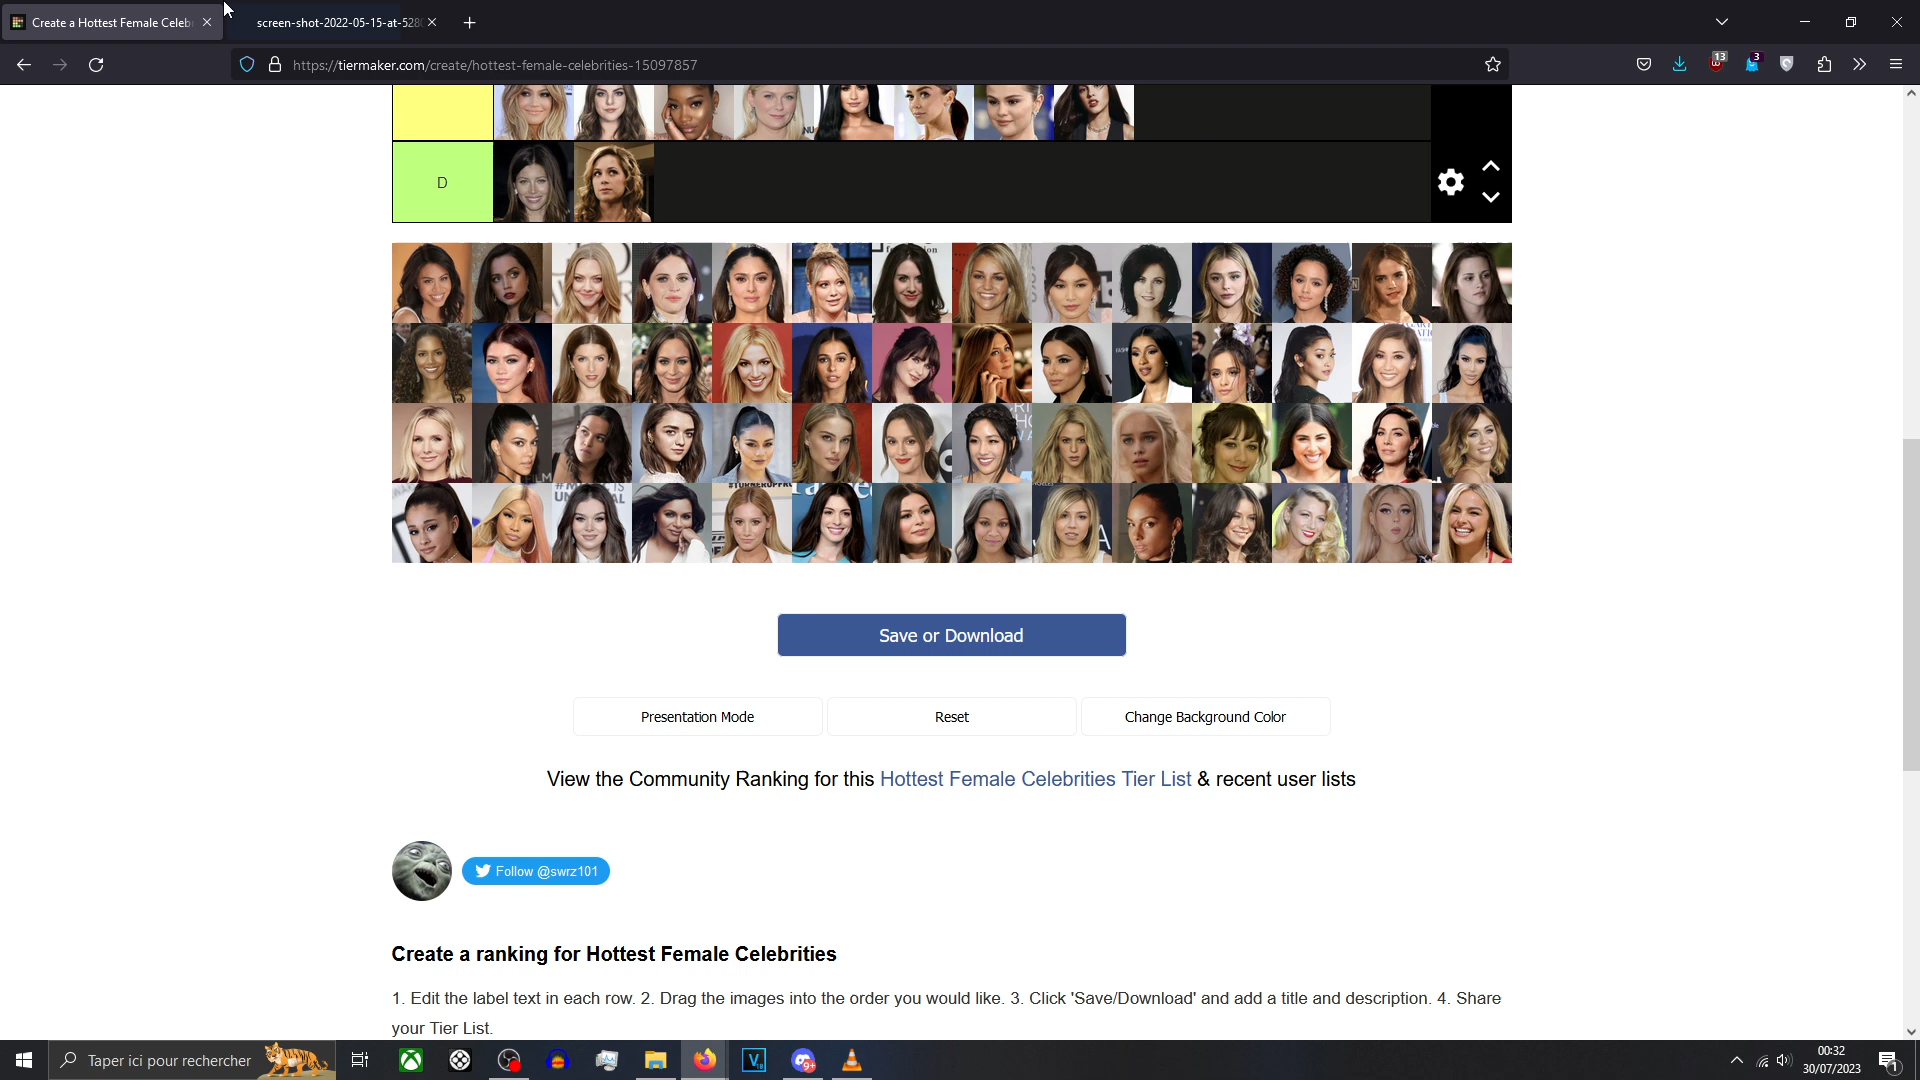 Create a Hottest Female Celeb
screen-shot-2022-05-15-at-528
https://tiermaker.com/create/hottest-female-celebrities-15097857
13
3
D
Save or Download
Presentation Mode
Reset
Change Background Color
View the Community Ranking for this Hottest Female Celebrities Tier List & recent user lists
Follow @swrz101
Create a ranking for Hottest Female Celebrities
1. Edit the label text in each row. 2. Drag the images into the order you would like. 3. Click 'Save/Download' and add a title and description. 4. Share
your Tier List.
Taper ici pour rechercher
V
9+
00:32
30/07/2023
1